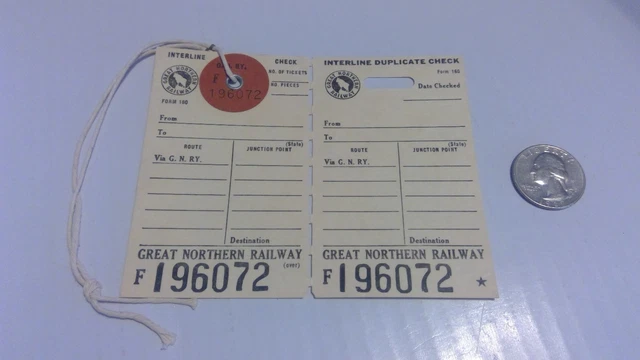 INTERLINE CHECK
G. N. RY.
F
196072
NO. OF TICKETS
NO. PIECES
GREAT NORTHERN RAILWAY
FORM 180
From
To
(State)
ROUTE JUNCTION POINT
Via G. N. RY.
Destination
GREAT NORTHERN RAILWAY
(over)
F 196072
INTERLINE DUPLICATE CHECK
Form 180
GREAT NORTHERN RAILWAY
Date Checked
From
To
(State)
ROUTE JUNCTION POINT
Via G. N. RY.
Destination
GREAT NORTHERN RAILWAY
F 196072 ★